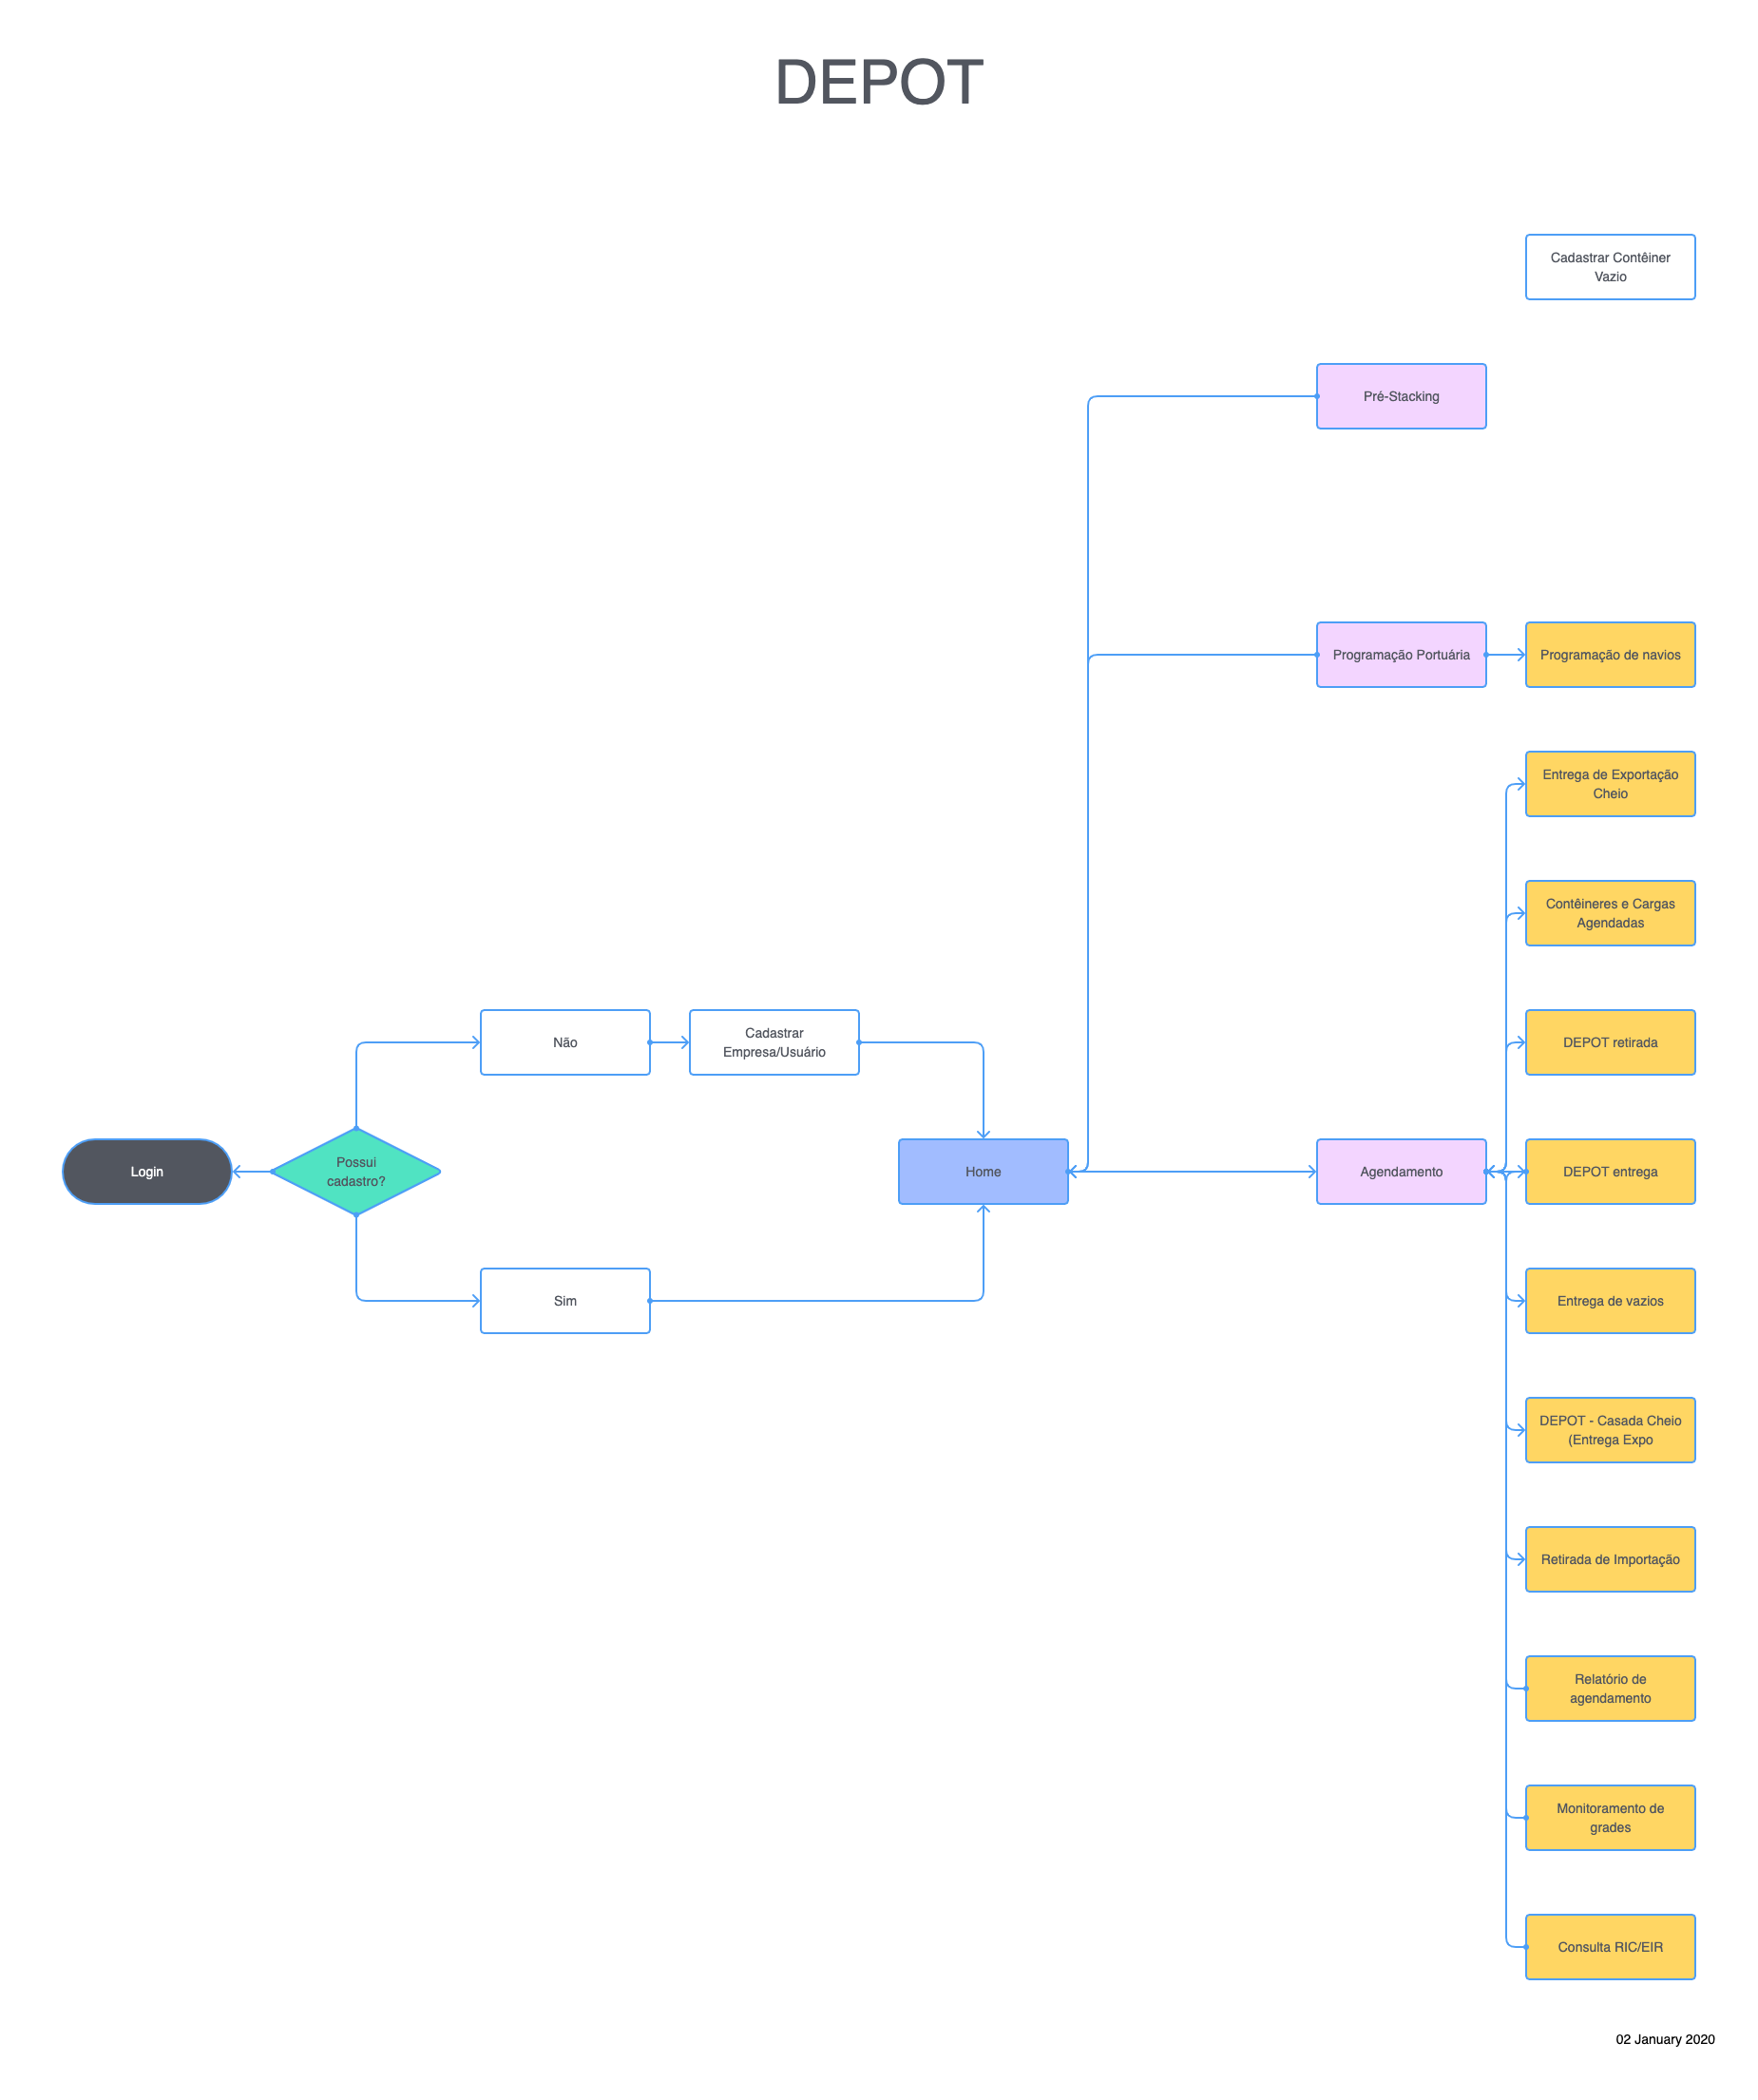 DEPOT
Cadastrar Contêiner
Vazio
Pré-Stacking
Programação Portuária
Programação de navios
Entrega de Exportação
Cheio
Contêineres e Cargas
Agendadas
Não
Cadastrar
Empresa/Usuário
DEPOT retirada
Login
Possui
cadastro?
Home
Agendamento
DEPOT entrega
Sim
Entrega de vazios
DEPOT - Casada Cheio
(Entrega Expo
Retirada de Importação
Relatório de
agendamento
Monitoramento de
grades
Consulta RIC/EIR
02 January 2020